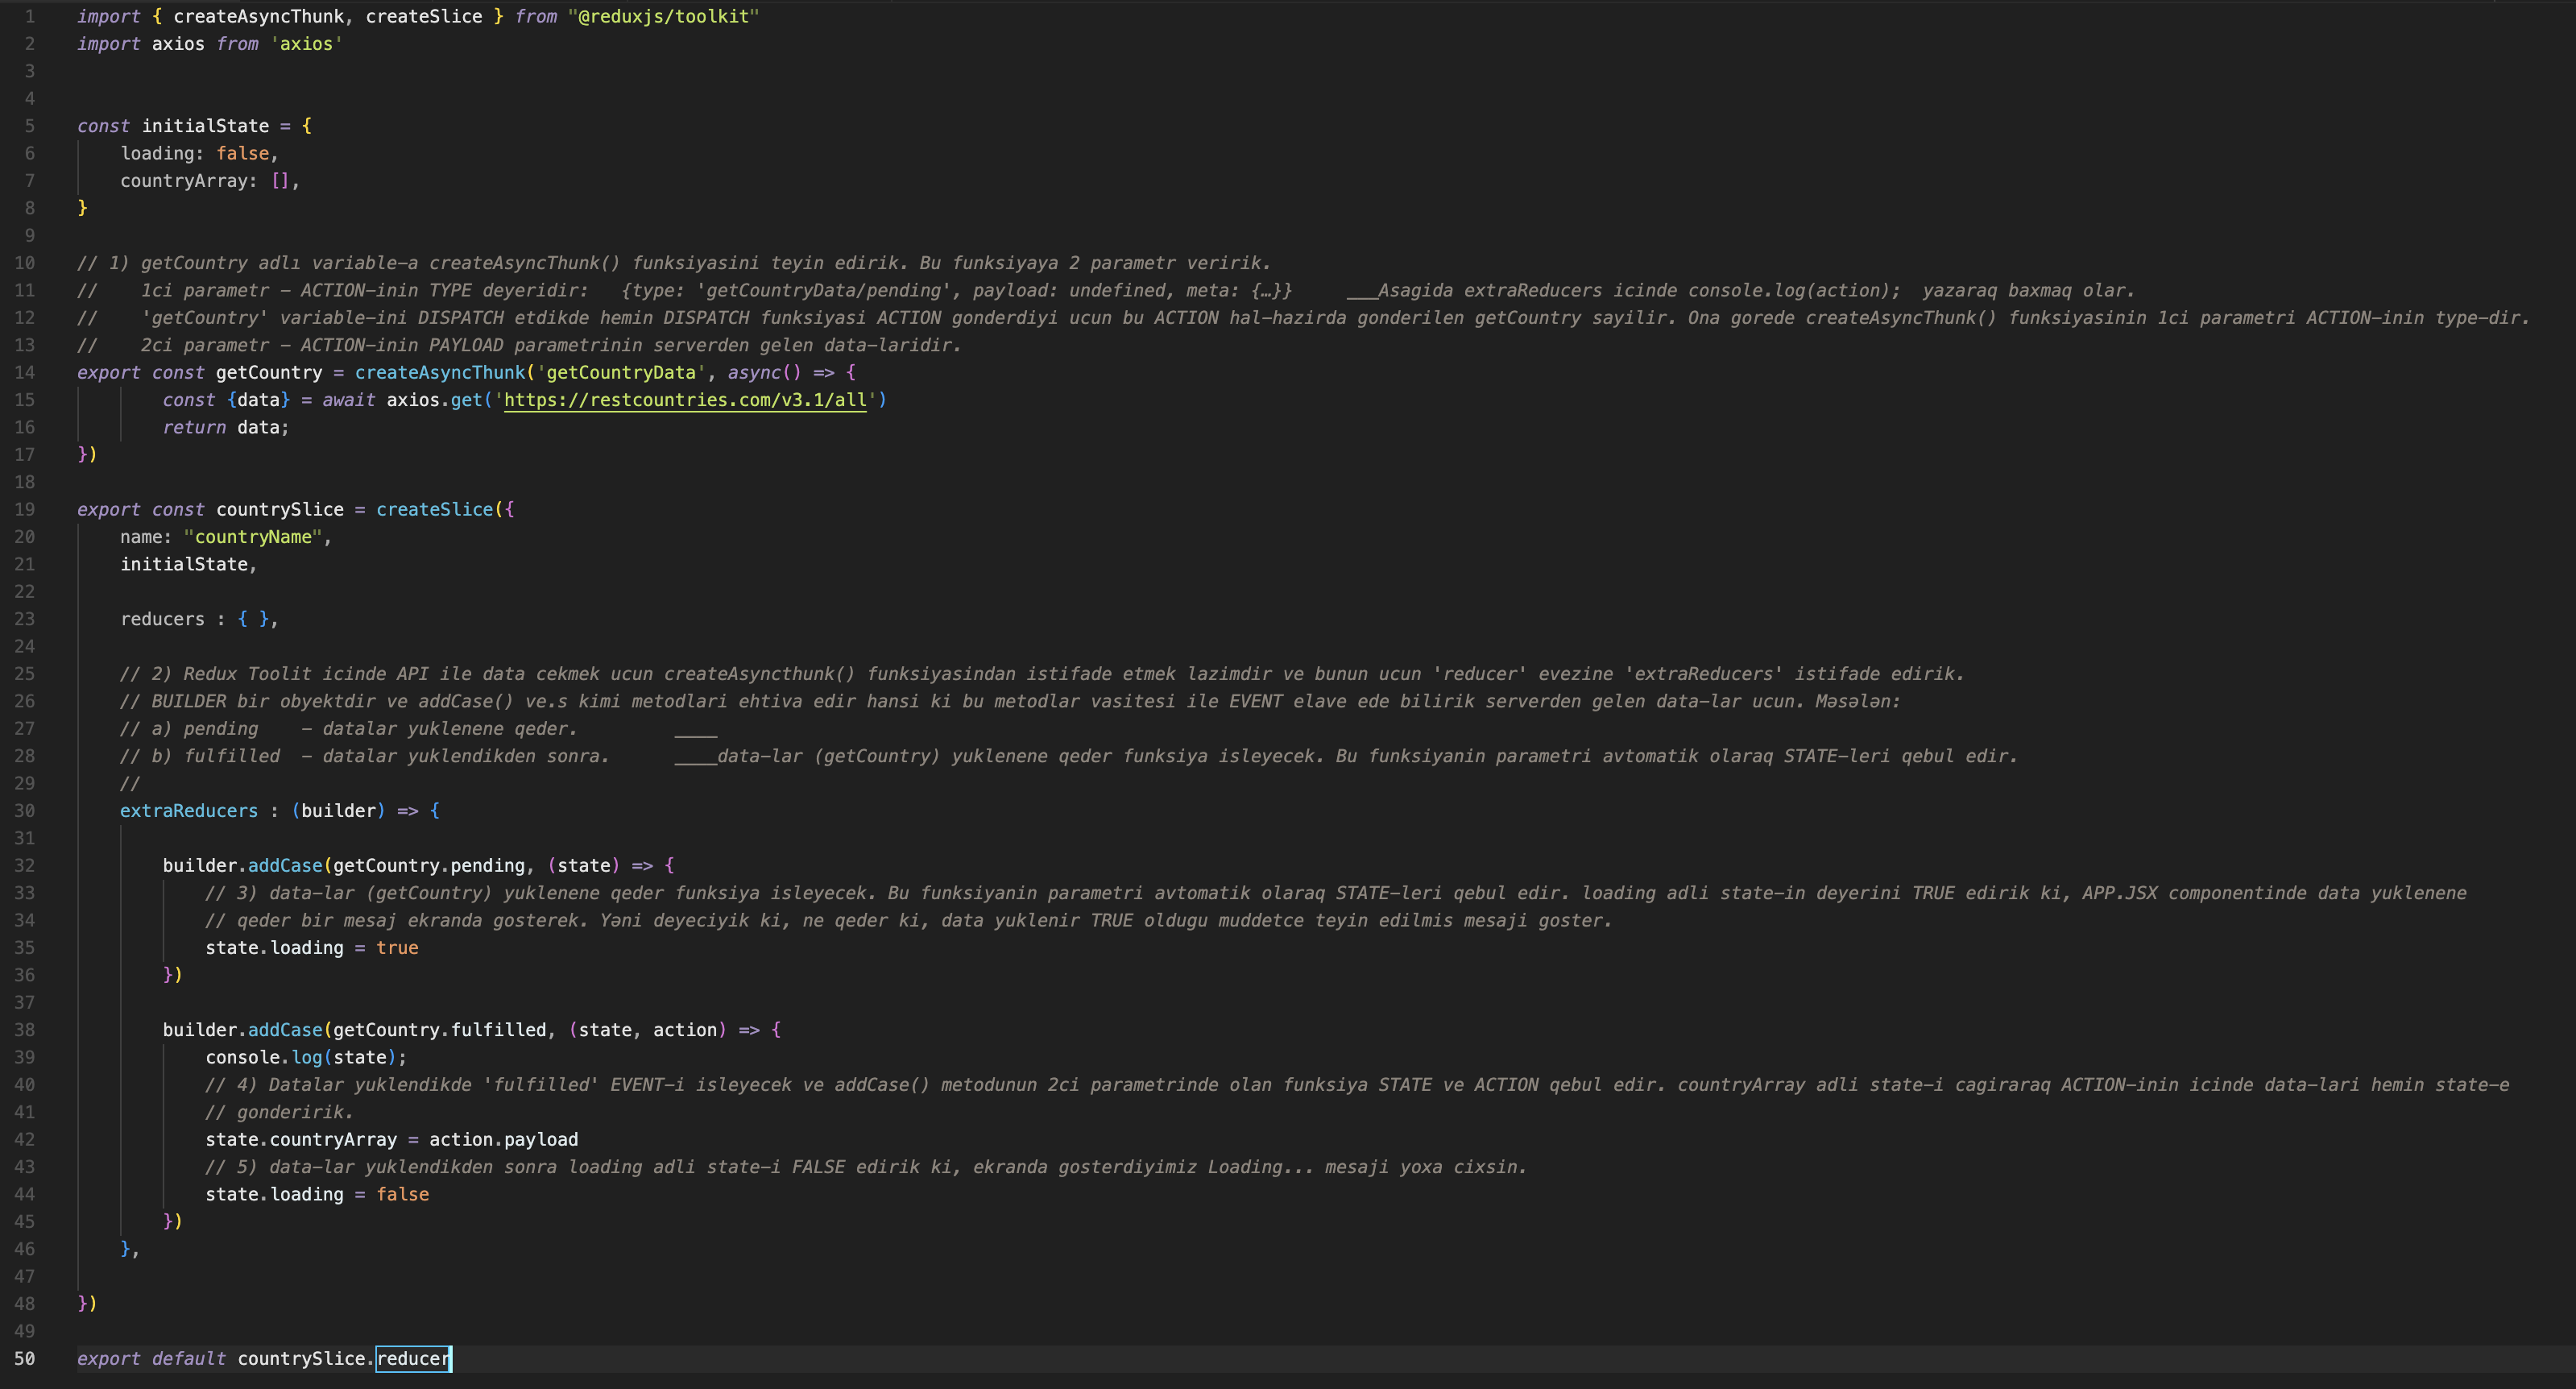 1 import { createAsyncThunk, createSlice } from "@reduxjs/toolkit"
2 import axios from 'axios'
3
4
5 const initialState = {
6 loading: false,
7 countryArray: [],
8 }
9
10 // 1) getCountry adlı variable-a createAsyncThunk() funksiyasini teyin edirik. Bu funksiyaya 2 parametr veririk.
11 // 1ci parametr - ACTION-inin TYPE deyeridir: {type: 'getCountryData/pending', payload: undefined, meta: {…}} ___Asagida extraReducers icinde console.log(action); yazaraq baxmaq olar.
12 // 'getCountry' variable-ini DISPATCH etdikde hemin DISPATCH funksiyasi ACTION gonderdiyi ucun bu ACTION hal-hazirda gonderilen getCountry sayilir. Ona gorede createAsyncThunk() funksiyasinin 1ci parametri ACTION-inin type-dir.
13 // 2ci parametr - ACTION-inin PAYLOAD parametrinin serverden gelen data-laridir.
14 export const getCountry = createAsyncThunk('getCountryData', async() => {
15 const {data} = await axios.get('https://restcountries.com/v3.1/all')
16 return data;
17 })
18
19 export const countrySlice = createSlice({
20 name: "countryName",
21 initialState,
22
23 reducers : { },
24
25 // 2) Redux Toolit icinde API ile data cekmek ucun createAsyncthunk() funksiyasindan istifade etmek lazimdir ve bunun ucun 'reducer' evezine 'extraReducers' istifade edirik.
26 // BUILDER bir obyektdir ve addCase() ve.s kimi metodlari ehtiva edir hansi ki bu metodlar vasitesi ile EVENT elave ede bilirik serverden gelen data-lar ucun. Məsələn:
27 // a) pending - datalar yuklenene qeder. ____
28 // b) fulfilled - datalar yuklendikden sonra. ____data-lar (getCountry) yuklenene qeder funksiya isleyecek. Bu funksiyanin parametri avtomatik olaraq STATE-leri qebul edir.
29 //
30 extraReducers : (builder) => {
31
32 builder.addCase(getCountry.pending, (state) => {
33 // 3) data-lar (getCountry) yuklenene qeder funksiya isleyecek. Bu funksiyanin parametri avtomatik olaraq STATE-leri qebul edir. loading adli state-in deyerini TRUE edirik ki, APP.JSX componentinde data yuklenene
34 // qeder bir mesaj ekranda gosterek. Yəni deyeciyik ki, ne qeder ki, data yuklenir TRUE oldugu muddetce teyin edilmis mesaji goster.
35 state.loading = true
36 })
37
38 builder.addCase(getCountry.fulfilled, (state, action) => {
39 console.log(state);
40 // 4) Datalar yuklendikde 'fulfilled' EVENT-i isleyecek ve addCase() metodunun 2ci parametrinde olan funksiya STATE ve ACTION qebul edir. countryArray adli state-i cagiraraq ACTION-inin icinde data-lari hemin state-e
41 // gonderirik.
42 state.countryArray = action.payload
43 // 5) data-lar yuklendikden sonra loading adli state-i FALSE edirik ki, ekranda gosterdiyimiz Loading... mesaji yoxa cixsin.
44 state.loading = false
45 })
46 },
47
48 })
49
50 export default countrySlice.reducer